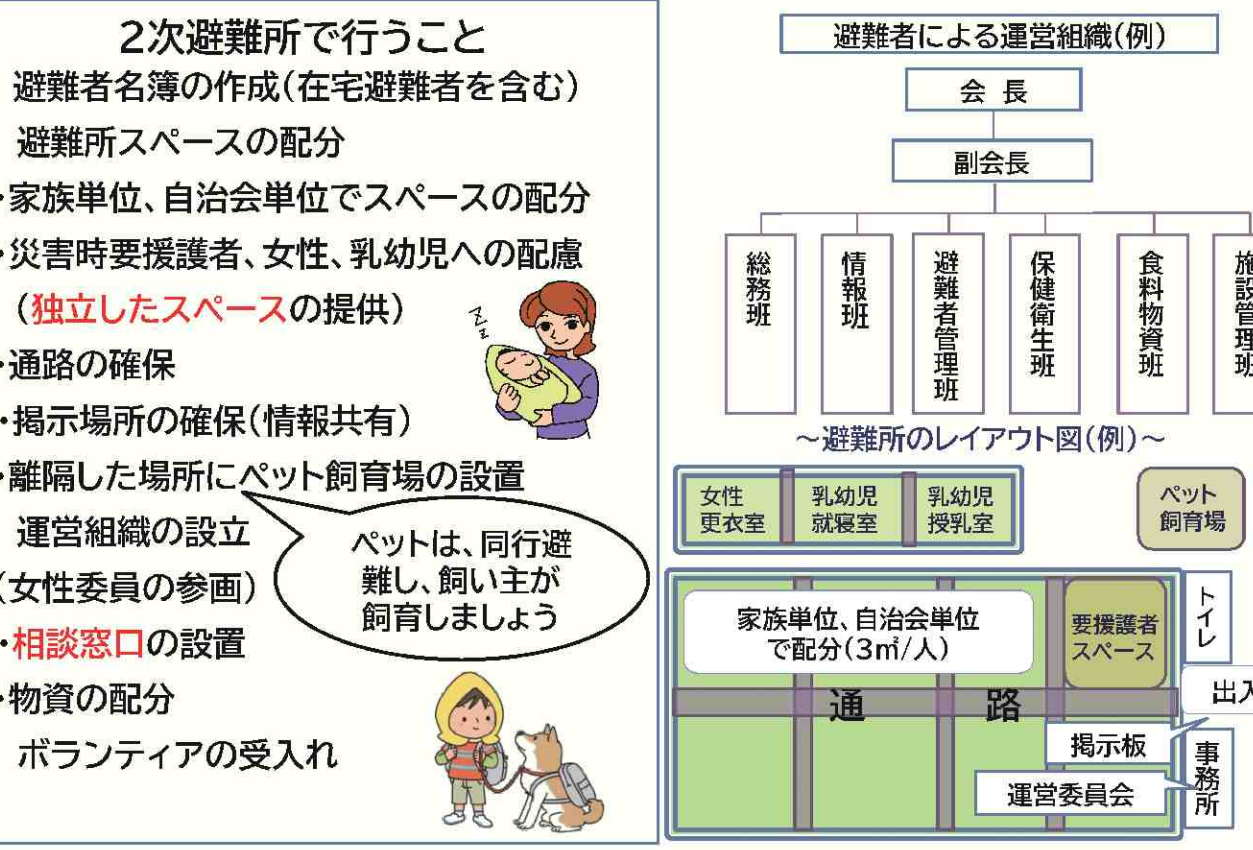 2次避難所で行うこと
避難者名簿の作成(在宅避難者を含む)
避難所スペースの配分
・家族単位、自治会単位でスペースの配分
・災害時要援護者、女性、乳幼児への配慮
(独立したスペースの提供)
・通路の確保
・掲示場所の確保(情報共有)
・離隔した場所にペット飼育場の設置
運営組織の設立
(女性委員の参画)
・相談窓口の設置
・物資の配分
ボランティアの受入れ
ペットは、同行避
難し、飼い主が
飼育しましょう
zzz
避難者による運営組織(例)
会 長
副会長
総務班
情報班
避難者管理班
保健衛生班
食料物資班
施設管理班
～避難所のレイアウト図(例)～
女性
更衣室
乳幼児
就寝室
乳幼児
授乳室
ペット
飼育場
家族単位、自治会単位
で配分(3㎡/人)
要援護者
スペース
トイレ
通 路
出入
掲示板
運営委員会
事務所